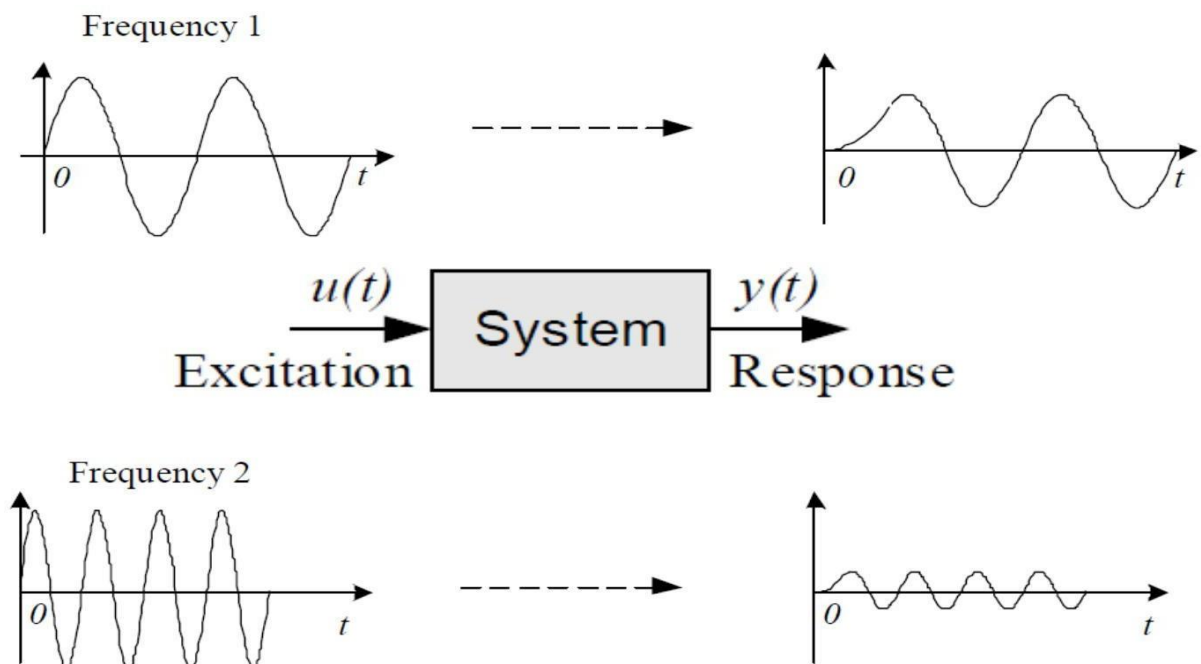 Frequency 1
0 t
0 t
u(t) y(t)
System
Excitation Response
Frequency 2
0 t
0 t